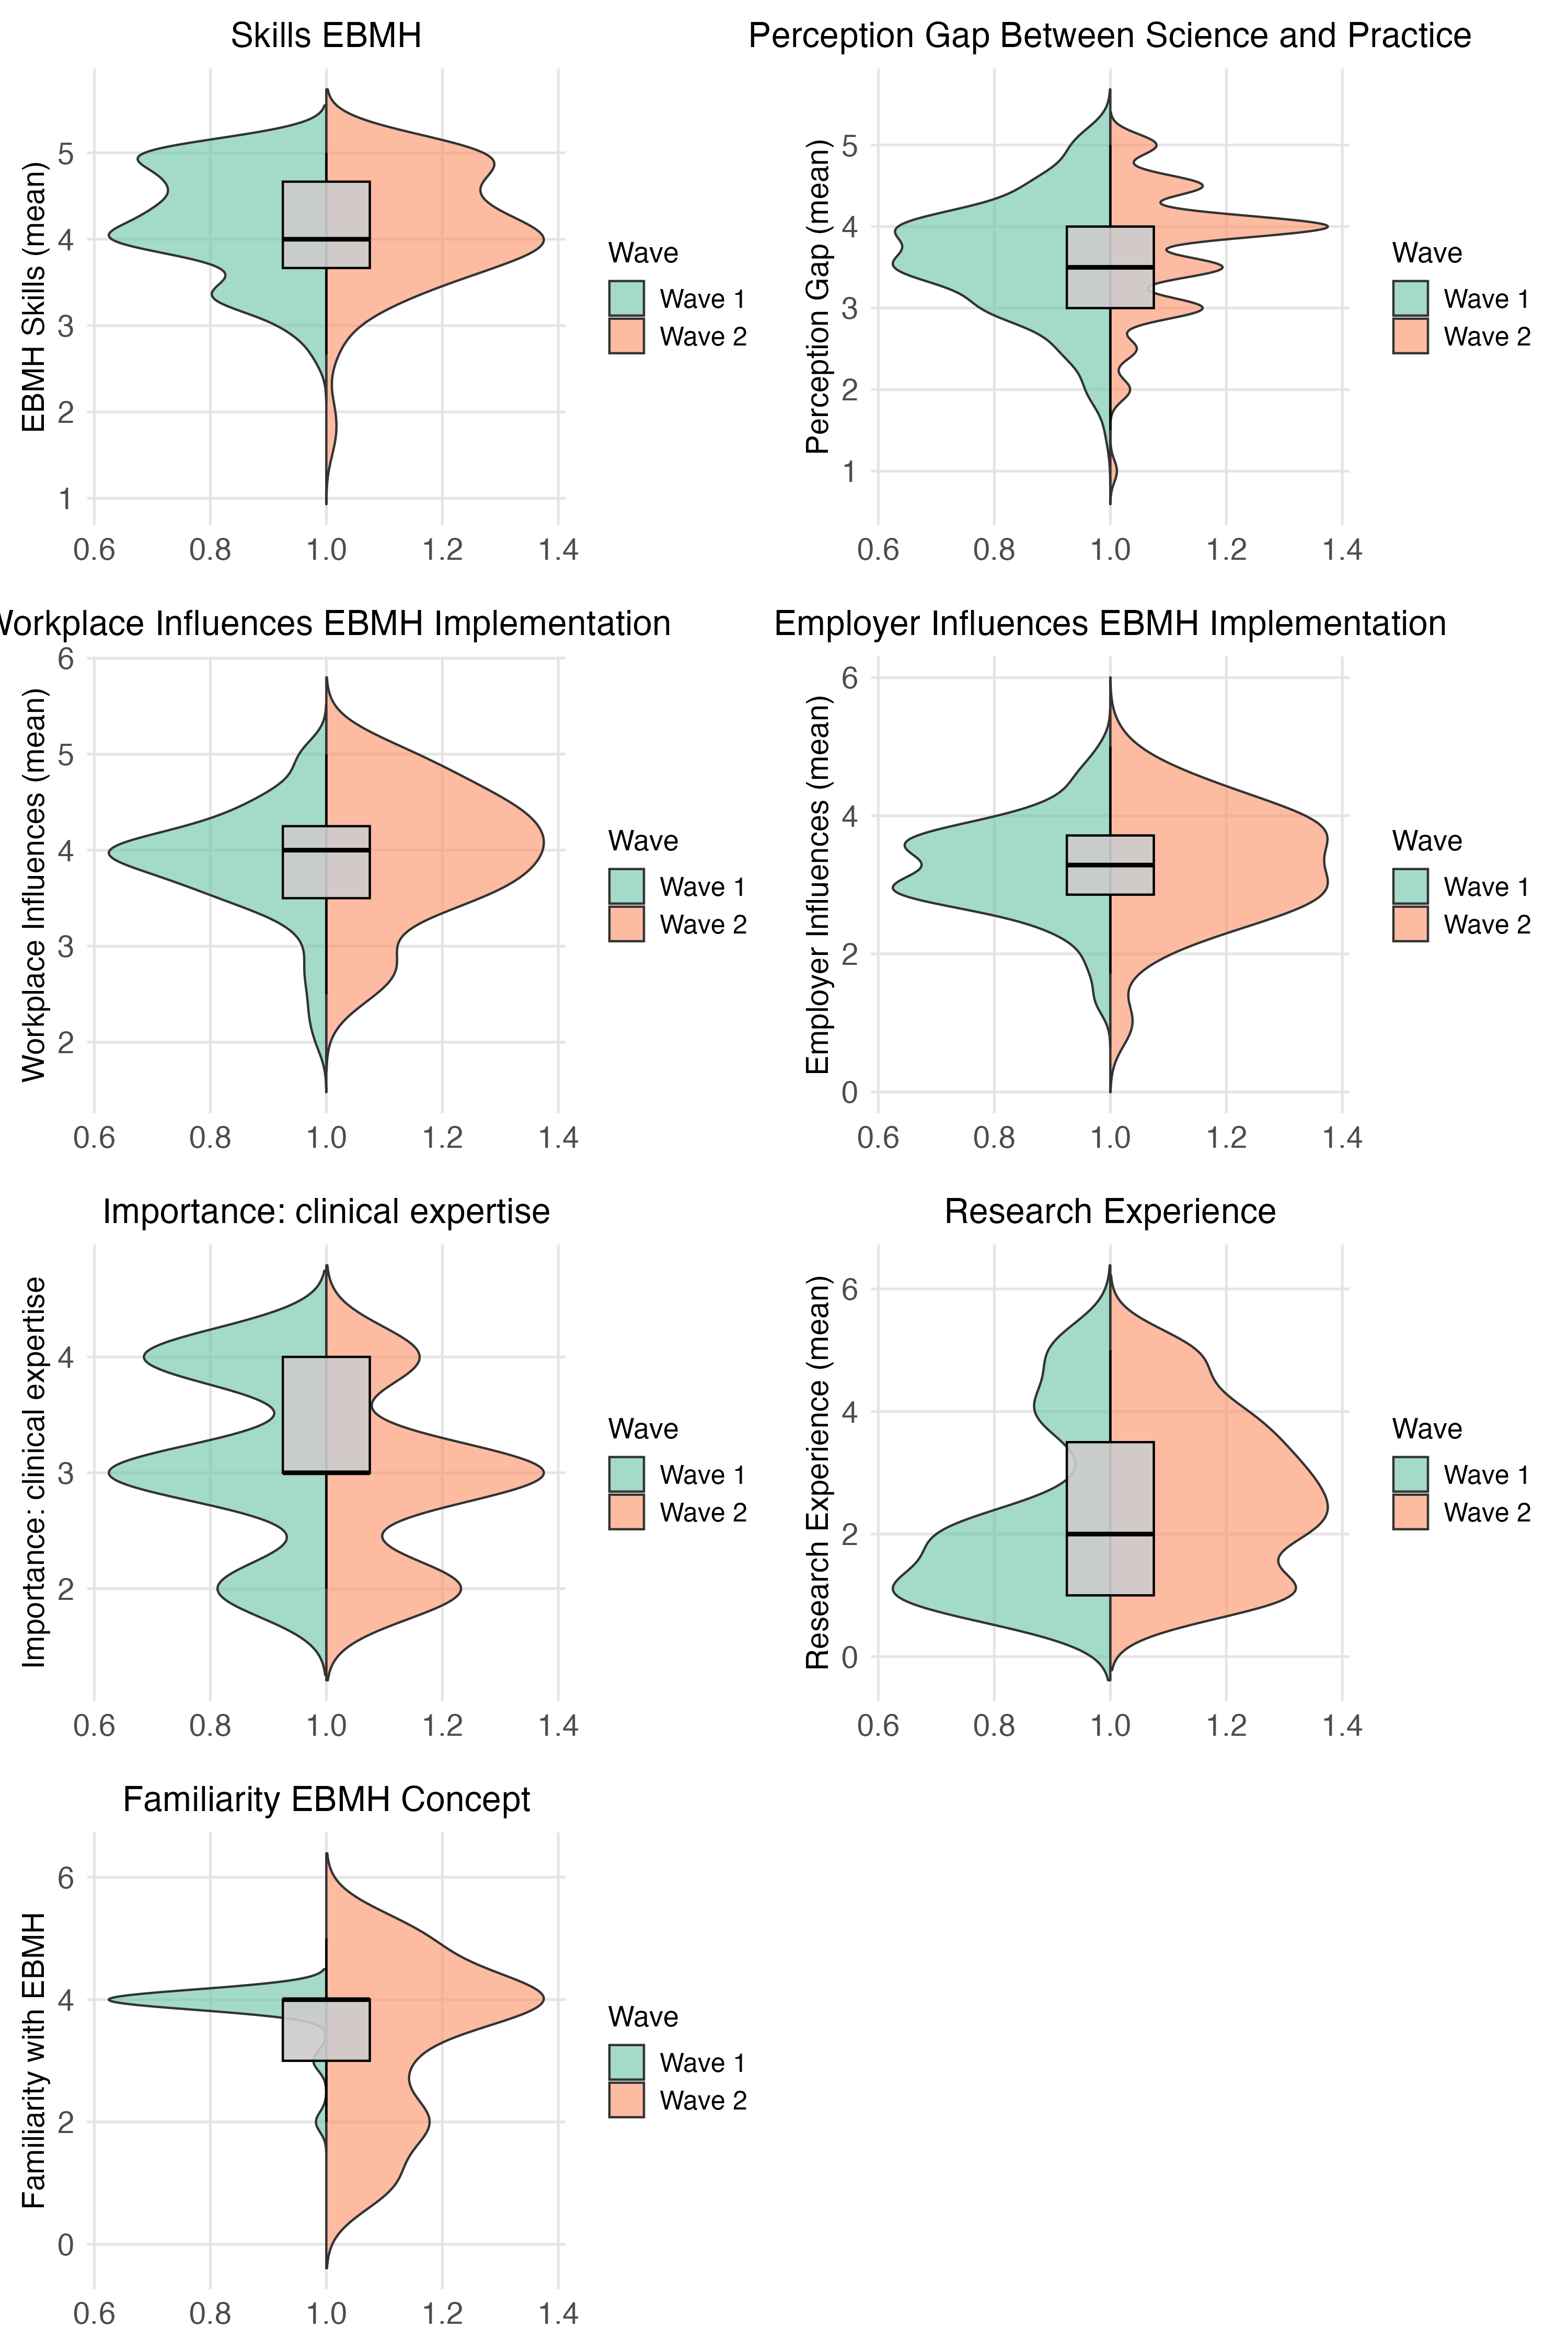 Skills EBMH
EBMH Skills (mean)
5
4
3
2
1
0.6 0.8 1.0 1.2 1.4
Wave
Wave 1
Wave 2
Perception Gap Between Science and Practice
Perception Gap (mean)
5
4
3
2
1
0.6 0.8 1.0 1.2 1.4
Wave
Wave 1
Wave 2
Workplace Influences EBMH Implementation
Workplace Influences (mean)
6
5
4
3
2
0.6 0.8 1.0 1.2 1.4
Wave
Wave 1
Wave 2
Employer Influences EBMH Implementation
Employer Influences (mean)
6
4
2
0
0.6 0.8 1.0 1.2 1.4
Wave
Wave 1
Wave 2
Importance: clinical expertise
Importance: clinical expertise
4
3
2
0.6 0.8 1.0 1.2 1.4
Wave
Wave 1
Wave 2
Research Experience
Research Experience (mean)
6
4
2
0
0.6 0.8 1.0 1.2 1.4
Wave
Wave 1
Wave 2
Familiarity EBMH Concept
Familiarity with EBMH
6
4
2
0
0.6 0.8 1.0 1.2 1.4
Wave
Wave 1
Wave 2